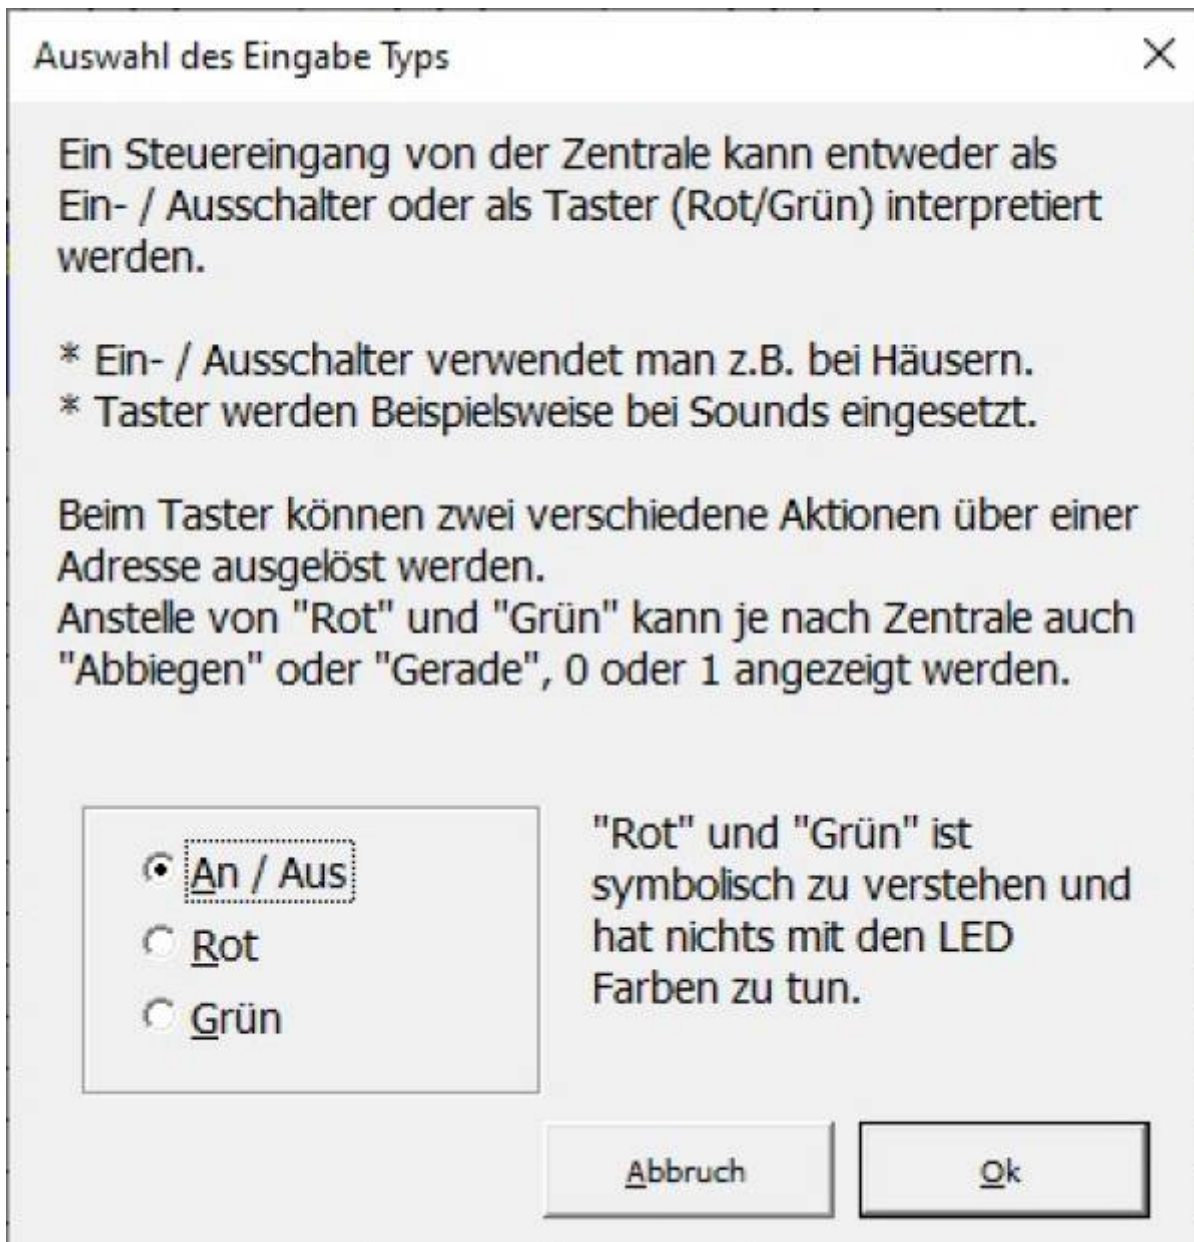 Auswahl des Eingabe Typs
Ein Steuereingang von der Zentrale kann entweder als
Ein- / Ausschalter oder als Taster (Rot/Grün) interpretiert
werden.
* Ein- / Ausschalter verwendet man z.B. bei Häusern.
* Taster werden Beispielsweise bei Sounds eingesetzt.
Beim Taster können zwei verschiedene Aktionen über einer
Adresse ausgelöst werden.
Anstelle von "Rot" und "Grün" kann je nach Zentrale auch
"Abbiegen" oder "Gerade", 0 oder 1 angezeigt werden.
An / Aus
Rot
Grün
"Rot" und "Grün" ist
symbolisch zu verstehen und
hat nichts mit den LED
Farben zu tun.
Abbruch
Ok